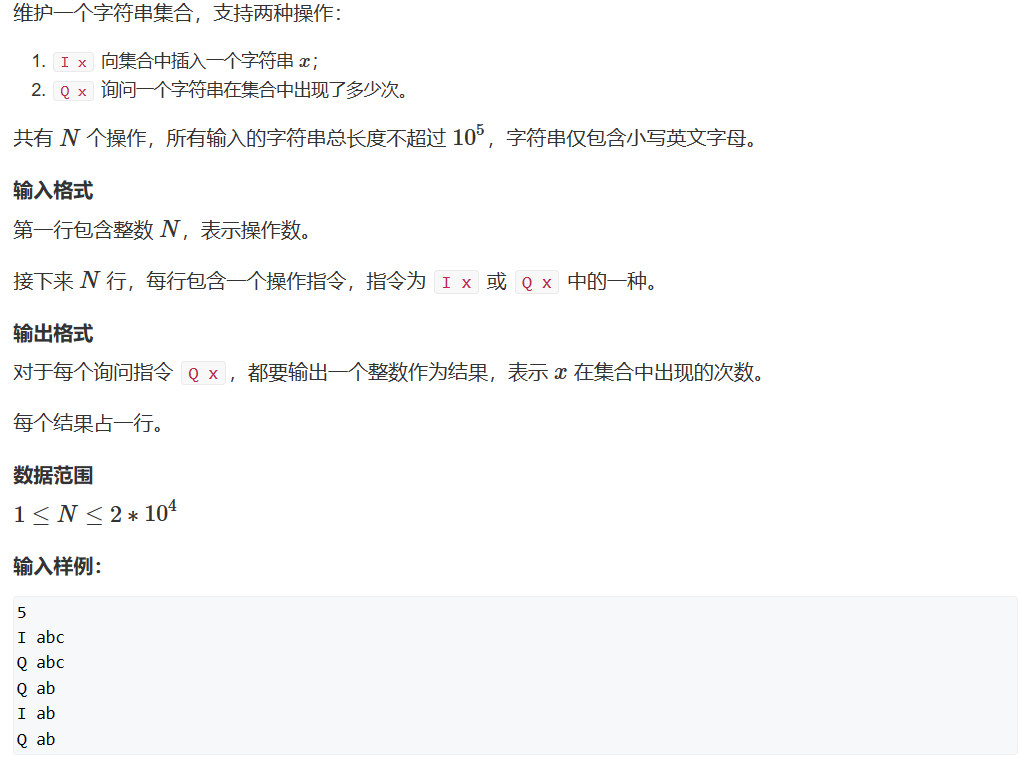 维护一个字符串集合，支持两种操作：
1. I x 向集合中插入一个字符串 x；
2. Q x 询问一个字符串在集合中出现了多少次。
共有 N 个操作，所有输入的字符串总长度不超过 10⁵，字符串仅包含小写英文字母。
输入格式
第一行包含整数 N，表示操作数。
接下来 N 行，每行包含一个操作指令，指令为 I x 或 Q x 中的一种。
输出格式
对于每个询问指令 Q x，都要输出一个整数作为结果，表示 x 在集合中出现的次数。
每个结果占一行。
数据范围
1 ≤ N ≤ 2 ∗ 10⁴
输入样例：
5
I abc
Q abc
Q ab
I ab
Q ab